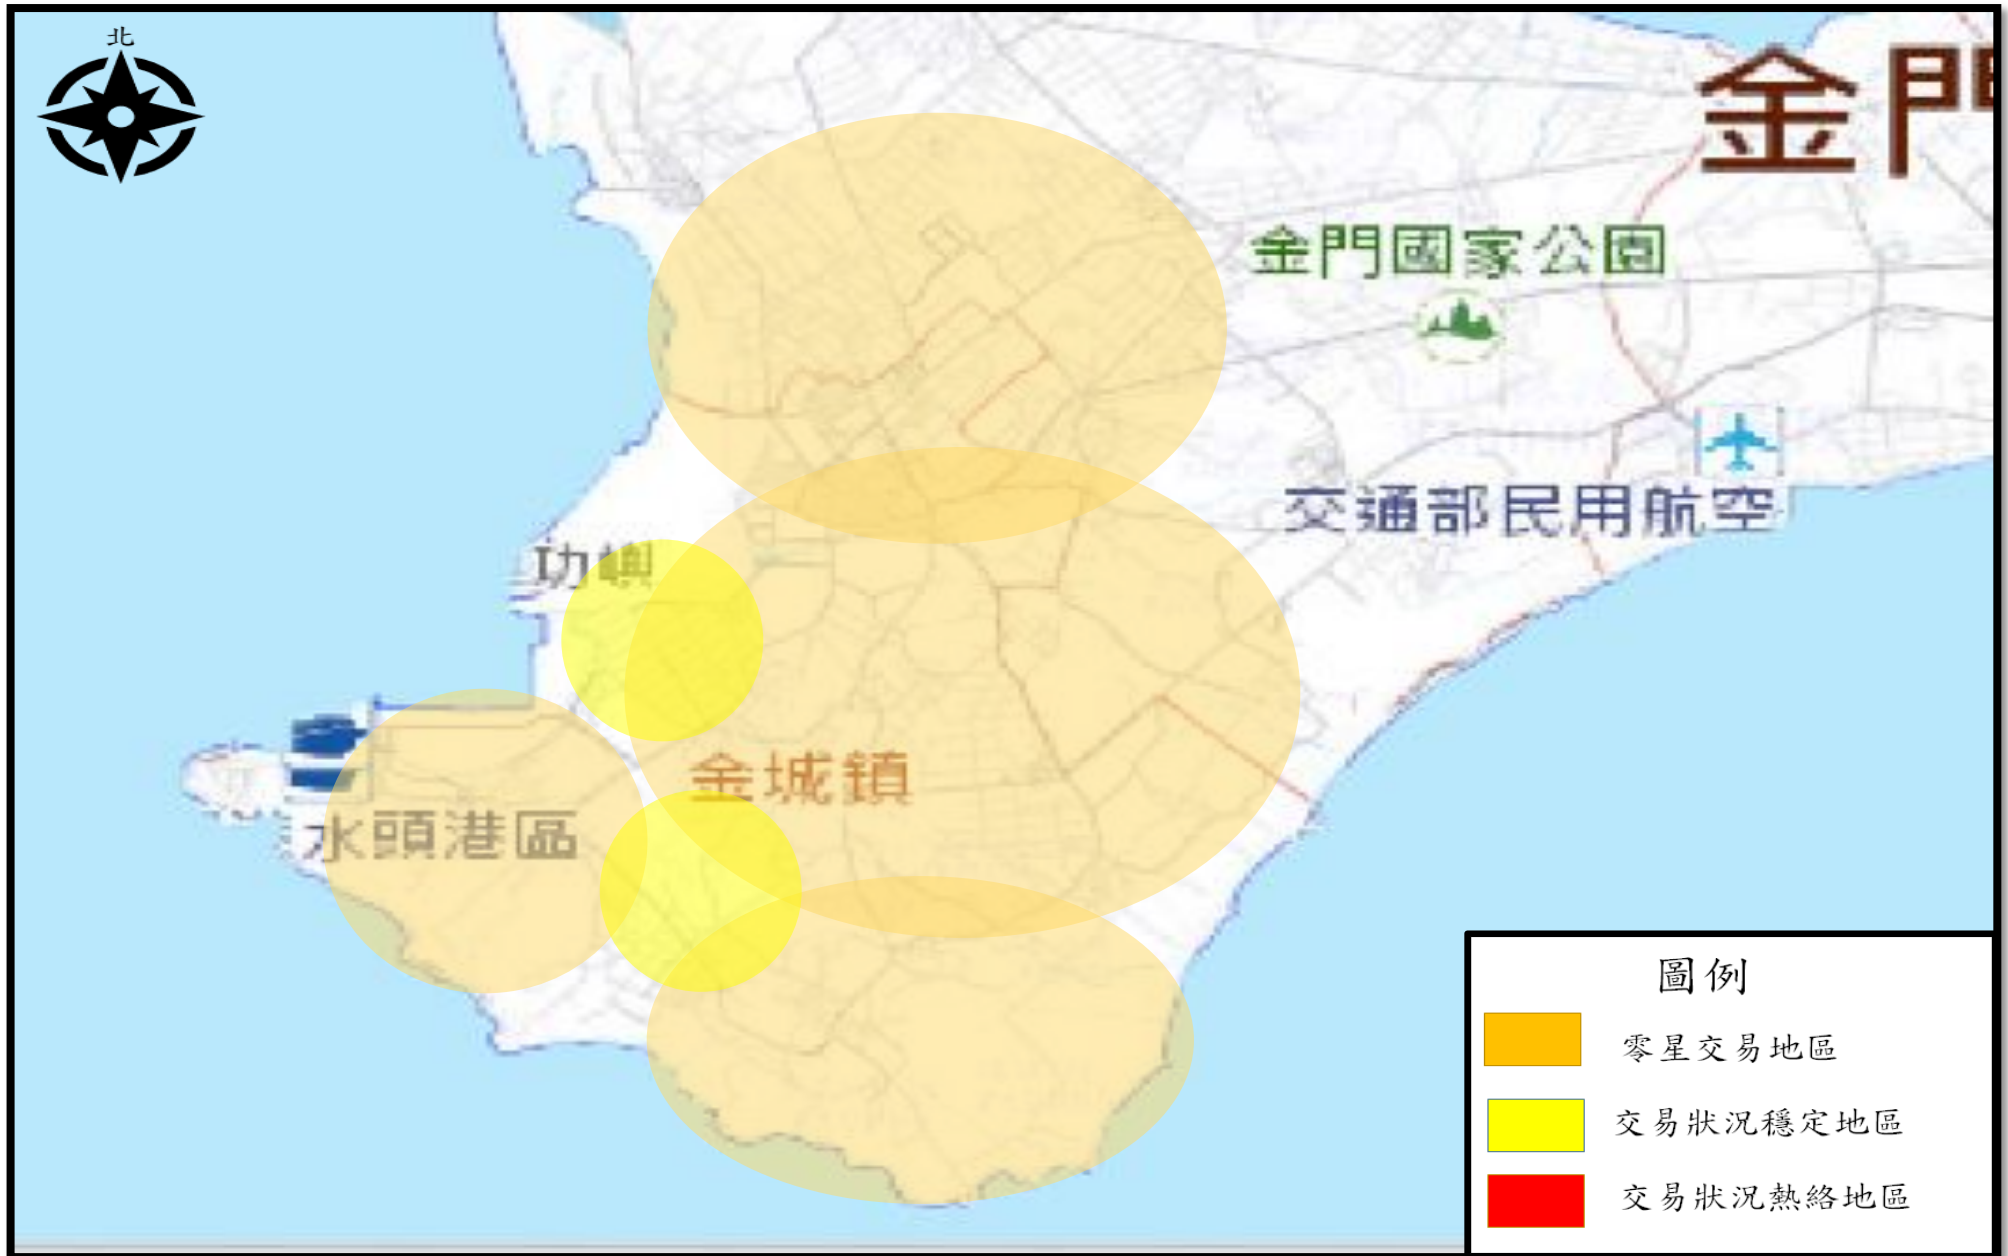 北
金門
金門國家公園
交通部民用航空
功嶼
金城鎮
水頭港區
圖例
零星交易地區
交易狀況穩定地區
交易狀況熱絡地區